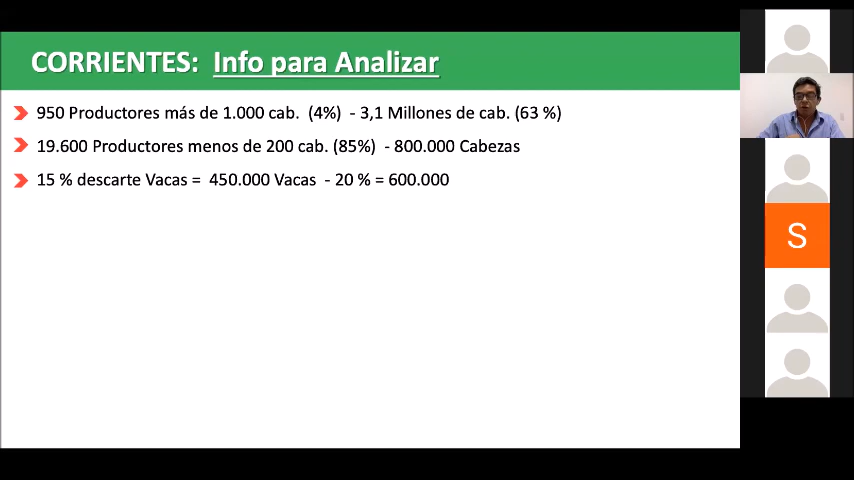 CORRIENTES: Info para Analizar
950 Productores más de 1.000 cab. (4%) - 3,1 Millones de cab. (63 %)
19.600 Productores menos de 200 cab. (85%) - 800.000 Cabezas
15 % descarte Vacas = 450.000 Vacas - 20 % = 600.000
S